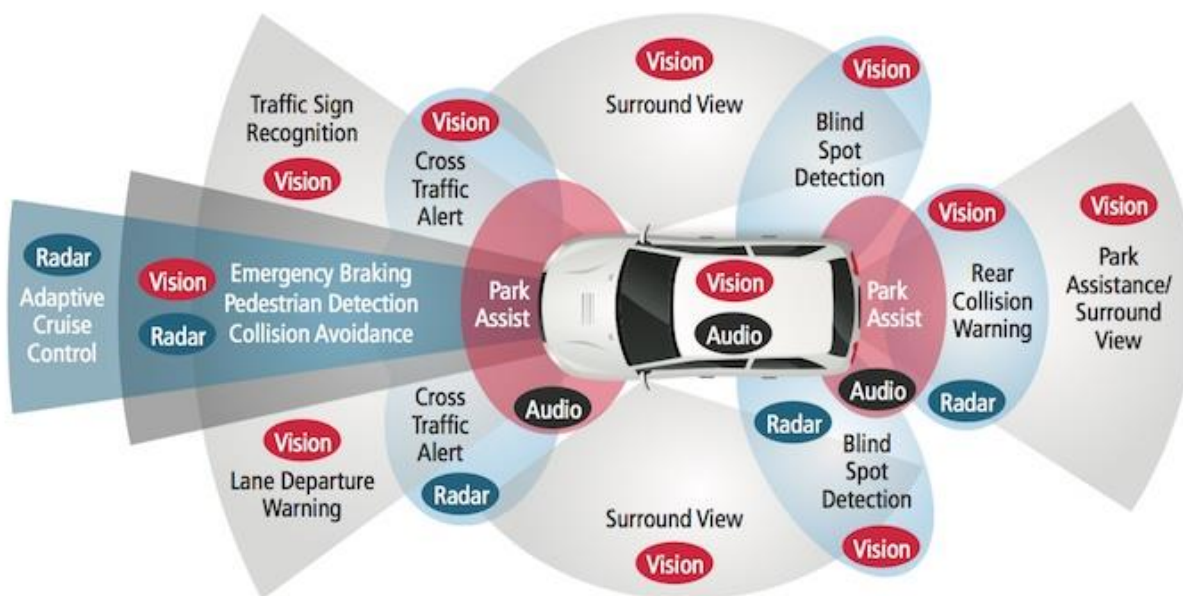 Traffic Sign
Recognition
Vision
Vision
Cross
Traffic
Alert
Vision
Surround View
Vision
Blind
Spot
Detection
Radar
Adaptive
Cruise
Control
Vision
Radar
Emergency Braking
Pedestrian Detection
Collision Avoidance
Park
Assist
Vision
Audio
Park
Assist
Vision
Rear
Collision
Warning
Radar
Vision
Park
Assistance/
Surround
View
Vision
Lane Departure
Warning
Cross
Traffic
Alert
Radar
Audio
Surround View
Vision
Audio
Radar
Blind
Spot
Detection
Vision